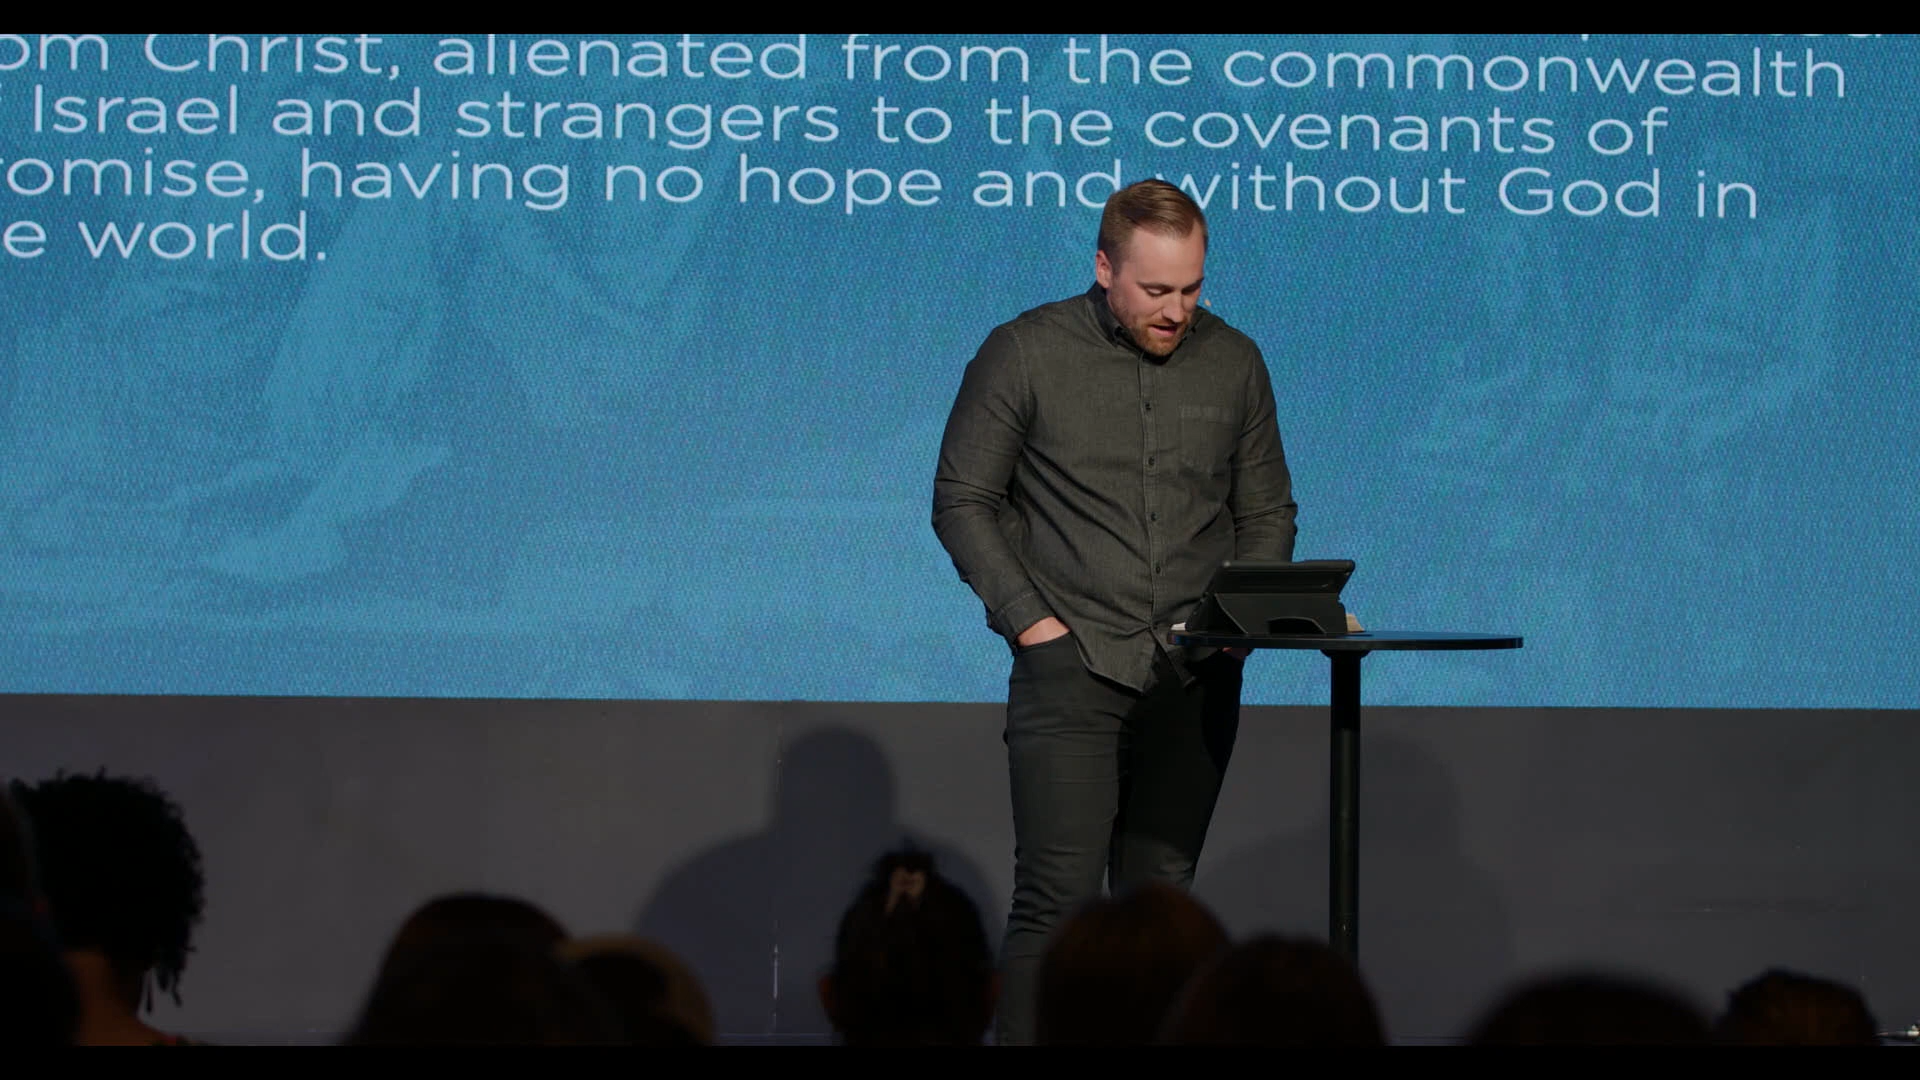 om Christ, alienated from the commonwealth
Israel and strangers to the covenants of
romise, having no hope and without God in
e world.